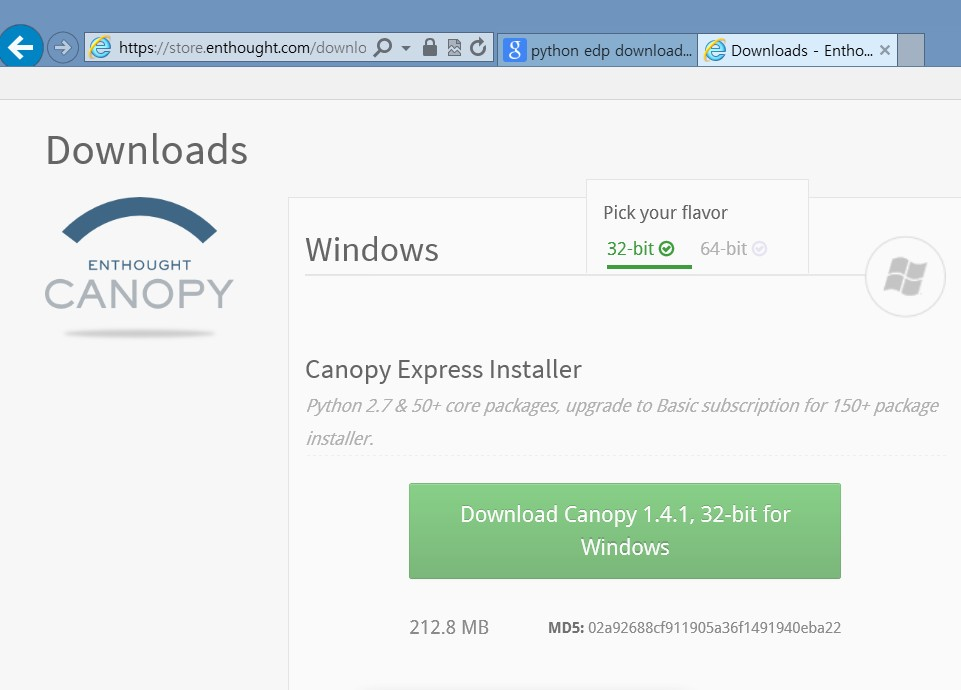 https://store.enthought.com/downlo
python edp download...
Downloads - Entho...
Downloads
ENTHOUGHT
CANOPY
Pick your flavor
Windows
32-bit
64-bit
Canopy Express Installer
Python 2.7 & 50+ core packages, upgrade to Basic subscription for 150+ package
installer.
Download Canopy 1.4.1, 32-bit for
Windows
212.8 MB
MD5: 02a92688cf911905a36f1491940eba22